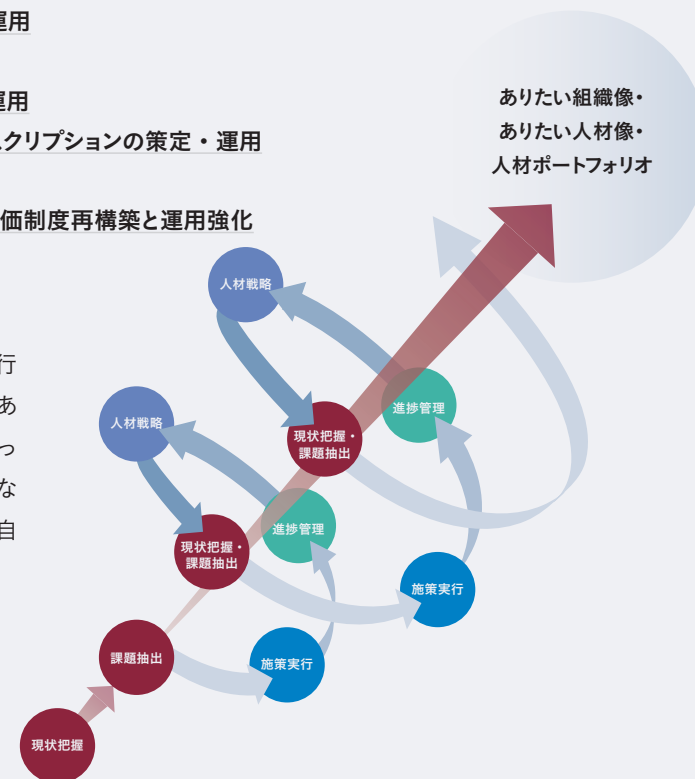 運用
運用
スクリプションの策定・運用
価制度再構築と運用強化
行
あ
っ
な
自
ありたい組織像・
ありたい人材像・
人材ポートフォリオ
人材戦略
進捗管理
現状把握・
課題抽出
人材戦略
進捗管理
現状把握・
課題抽出
施策実行
課題抽出
施策実行
現状把握